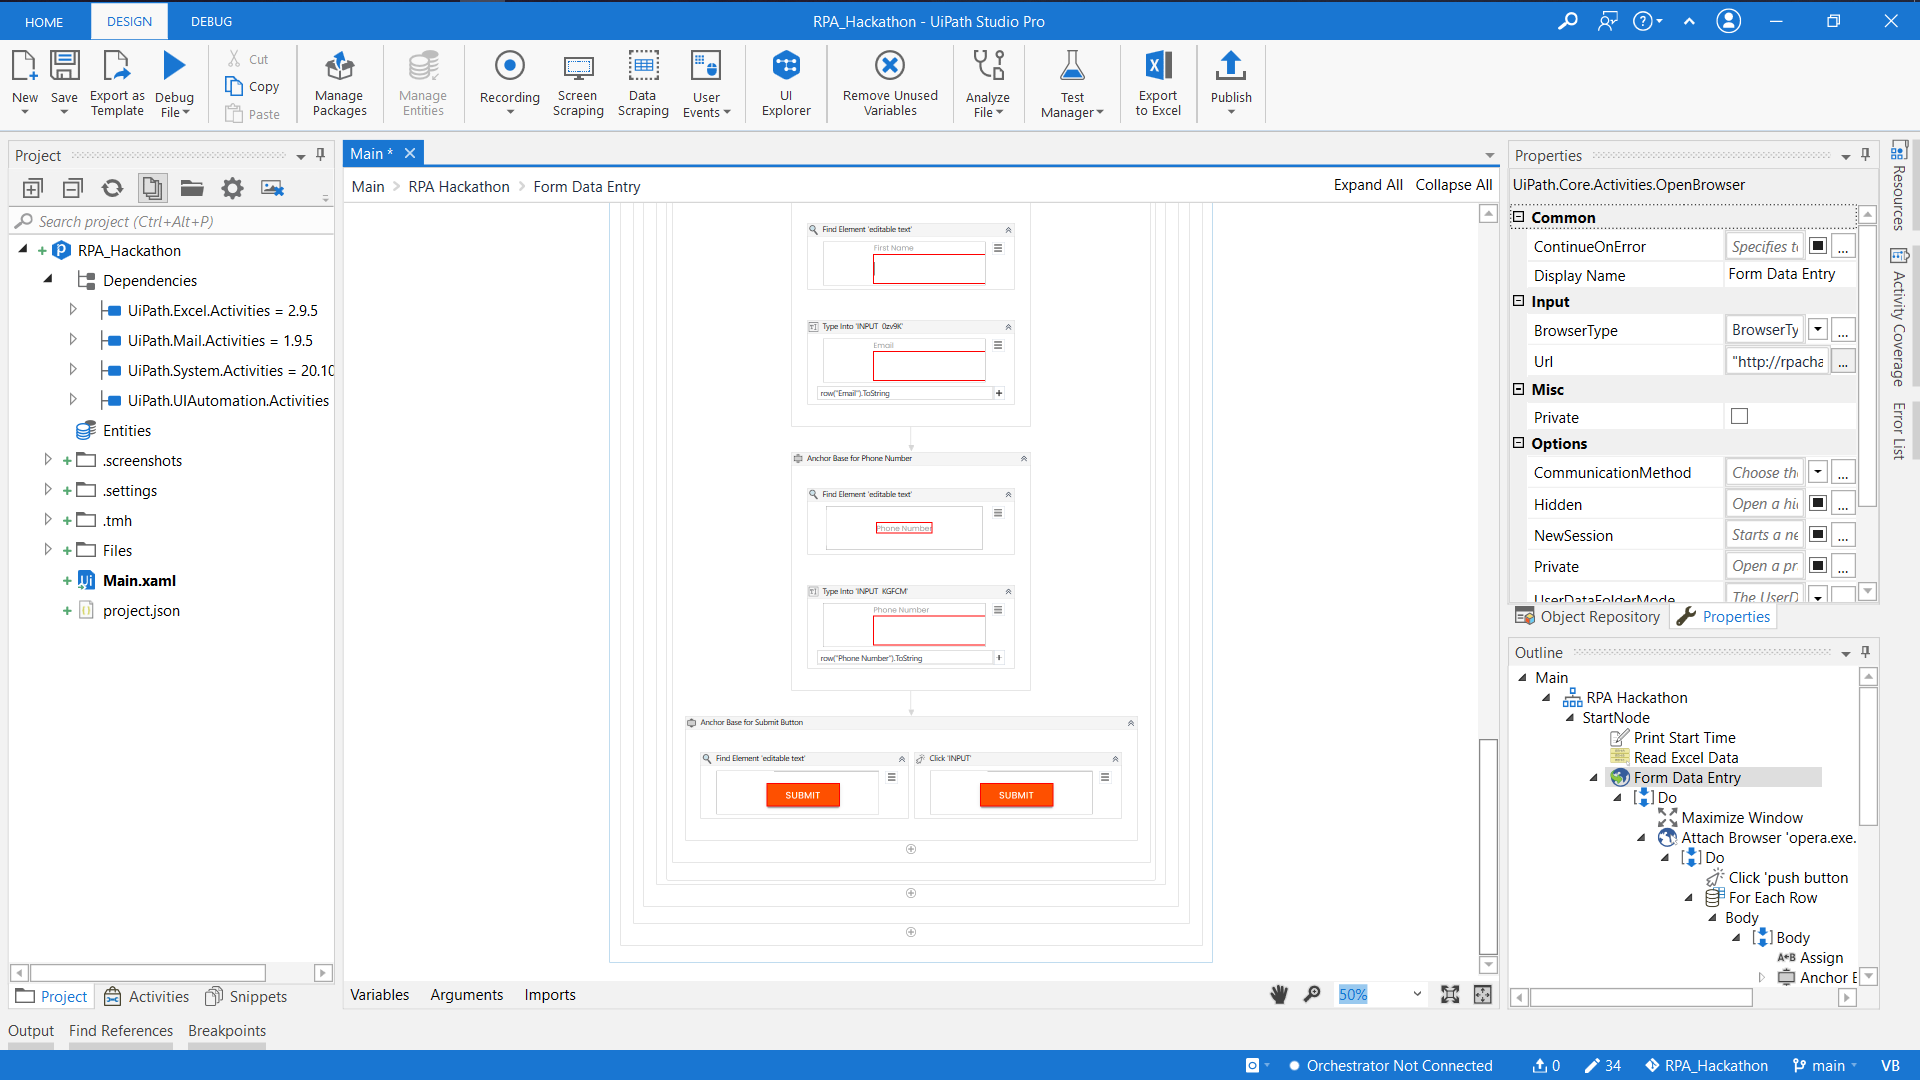 HOME
DESIGN
DEBUG
RPA_Hackathon - UiPath Studio Pro
New
Save
Export as Template
Debug File
Cut
Copy
Paste
Manage Packages
Manage Entities
Recording
Screen Scraping
Data Scraping
User Events
UI Explorer
Remove Unused Variables
Analyze File
Test Manager
Export to Excel
Publish
Project
Search project (Ctrl+Alt+P)
RPA_Hackathon
Dependencies
UiPath.Excel.Activities = 2.9.5
UiPath.Mail.Activities = 1.9.5
UiPath.System.Activities = 20.10
UiPath.UIAutomation.Activities
Entities
.screenshots
.settings
.tmh
Files
Main.xaml
project.json
Project
Activities
Snippets
Main *
Main > RPA Hackathon > Form Data Entry
Expand All
Collapse All
Find Element 'editable text'
First Name
Type Into 'INPUT 0zv9K'
Email
row("Email").ToString
Anchor Base for Phone Number
Find Element 'editable text'
Phone Number
Type Into 'INPUT KGFCM'
Phone Number
row("Phone Number").ToString
Anchor Base for Submit Button
Find Element 'editable text'
SUBMIT
Click 'INPUT'
SUBMIT
Variables
Arguments
Imports
50%
Properties
UiPath.Core.Activities.OpenBrowser
Common
ContinueOnError
Specifies to
Display Name
Form Data Entry
Input
BrowserType
BrowserTy
Url
"http://rpacha
Misc
Private
Options
CommunicationMethod
Choose the
Hidden
Open a hi
NewSession
Starts a ne
Private
Open a pr
UserDataFolderMode
The UserD
Object Repository
Properties
Outline
Main
RPA Hackathon
StartNode
Print Start Time
Read Excel Data
Form Data Entry
Do
Maximize Window
Attach Browser 'opera.exe.
Do
Click 'push button
For Each Row
Body
Body
A+B Assign
Anchor B
Resources
Activity Coverage
Error List
Output
Find References
Breakpoints
Orchestrator Not Connected
0
34
RPA_Hackathon
main
VB